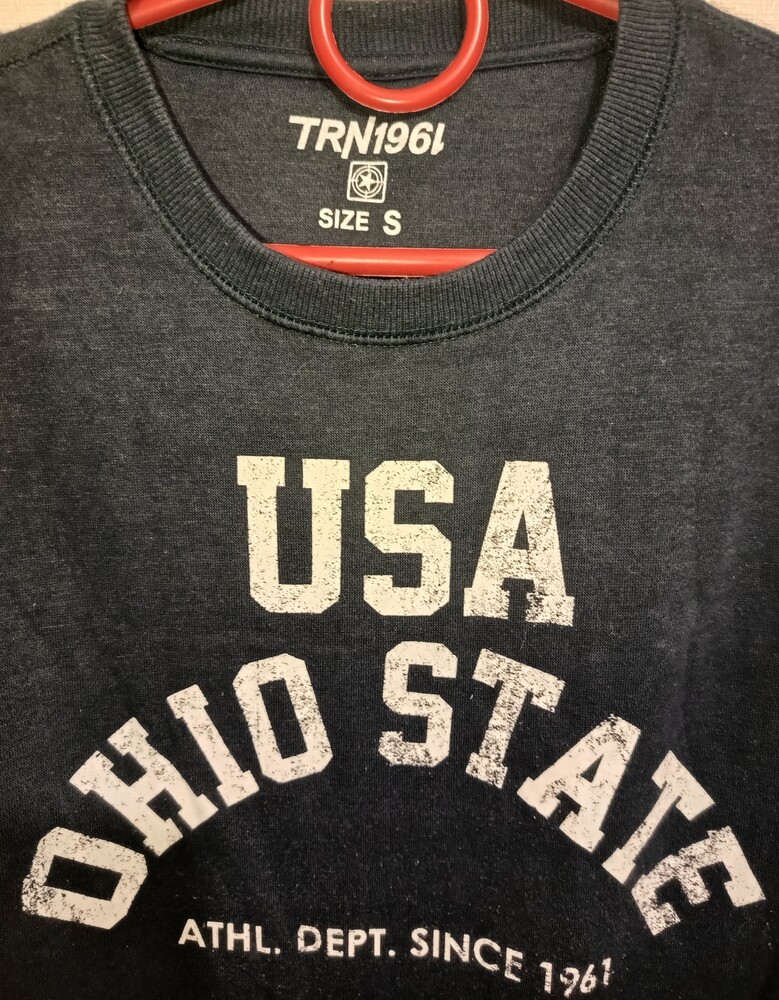 TRN1961
SIZE S
USA
OHIO STATE
ATHL. DEPT. SINCE 1961